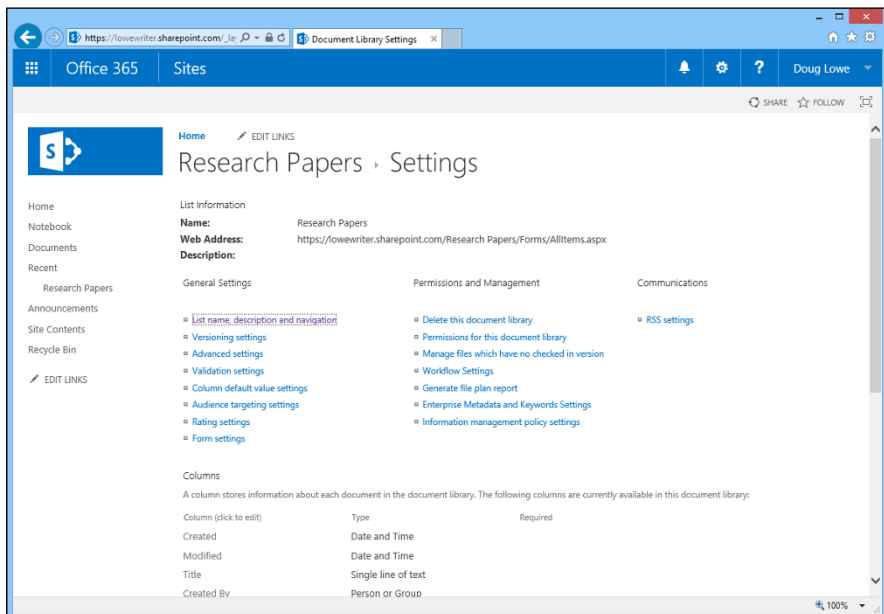 https://lowewriter.sharepoint.com/_la
Document Library Settings
Office 365 Sites ? Doug Lowe
SHARE FOLLOW
S
Home EDIT LINKS
Research Papers Settings
Home
Notebook
Documents
Recent
Research Papers
Announcements
Site Contents
Recycle Bin
EDIT LINKS
List Information
Name: Research Papers
Web Address: https://lowewriter.sharepoint.com/Research Papers/Forms/AllItems.aspx
Description:
General Settings
List name, description and navigation
Versioning settings
Advanced settings
Validation settings
Column default value settings
Audience targeting settings
Rating settings
Form settings
Permissions and Management
Delete this document library
Permissions for this document library
Manage files which have no checked in version
Workflow Settings
Generate file plan report
Enterprise Metadata and Keywords Settings
Information management policy settings
Communications
RSS settings
Columns
A column stores information about each document in the document library. The following columns are currently available in this document library:
Column (click to edit) Type Required
Created Date and Time
Modified Date and Time
Title Single line of text
Created By Person or Group
100%